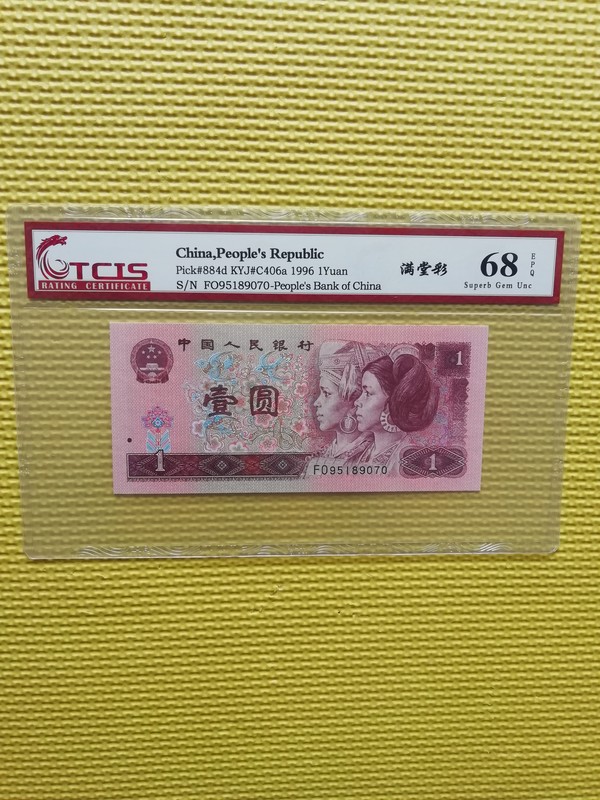 TCIS
RATING CERTIFICATE
China,People's Republic
Pick#884d KYJ#C406a 1996 1Yuan
S/N FO95189070-People's Bank of China
满堂彩
68
EPQ
Superb Gem Unc
中国人民银行
1
壹圆
1
FO95189070
1